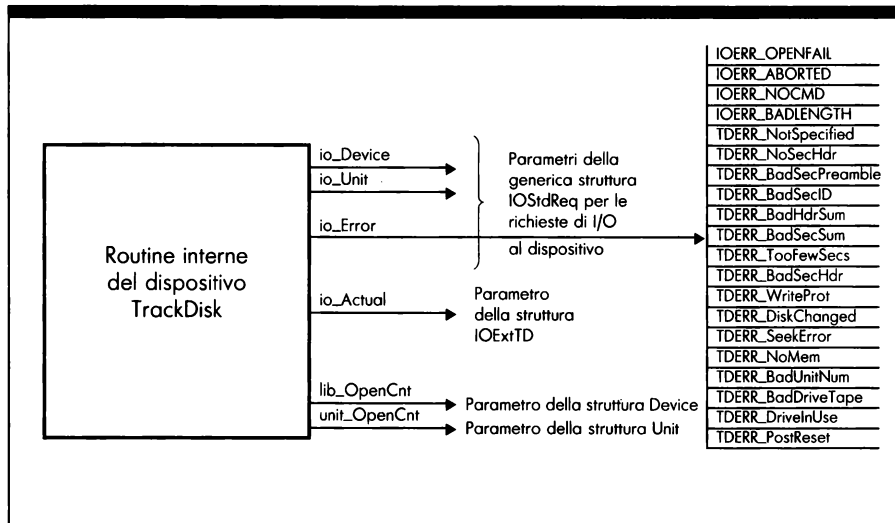 Routine interne
del dispositivo
TrackDisk
io_Device
io_Unit
io_Error
io_Actual
lib_OpenCnt
unit_OpenCnt
Parametri della
generica struttura
IOStdReq per le
richieste di I/O
al dispositivo
Parametro
della struttura
IOExtTD
Parametro della struttura Device
Parametro della struttura Unit
IOERR_OPENFAIL
IOERR_ABORTED
IOERR_NOCMD
IOERR_BADLENGTH
TDERR_NotSpecified
TDERR_NoSecHdr
TDERR_BadSecPreamble
TDERR_BadSecID
TDERR_BadHdrSum
TDERR_BadSecSum
TDERR_TooFewSecs
TDERR_BadSecHdr
TDERR_WriteProt
TDERR_DiskChanged
TDERR_SeekError
TDERR_NoMem
TDERR_BadUnitNum
TDERR_BadDriveTape
TDERR_DriveInUse
TDERR_PostReset